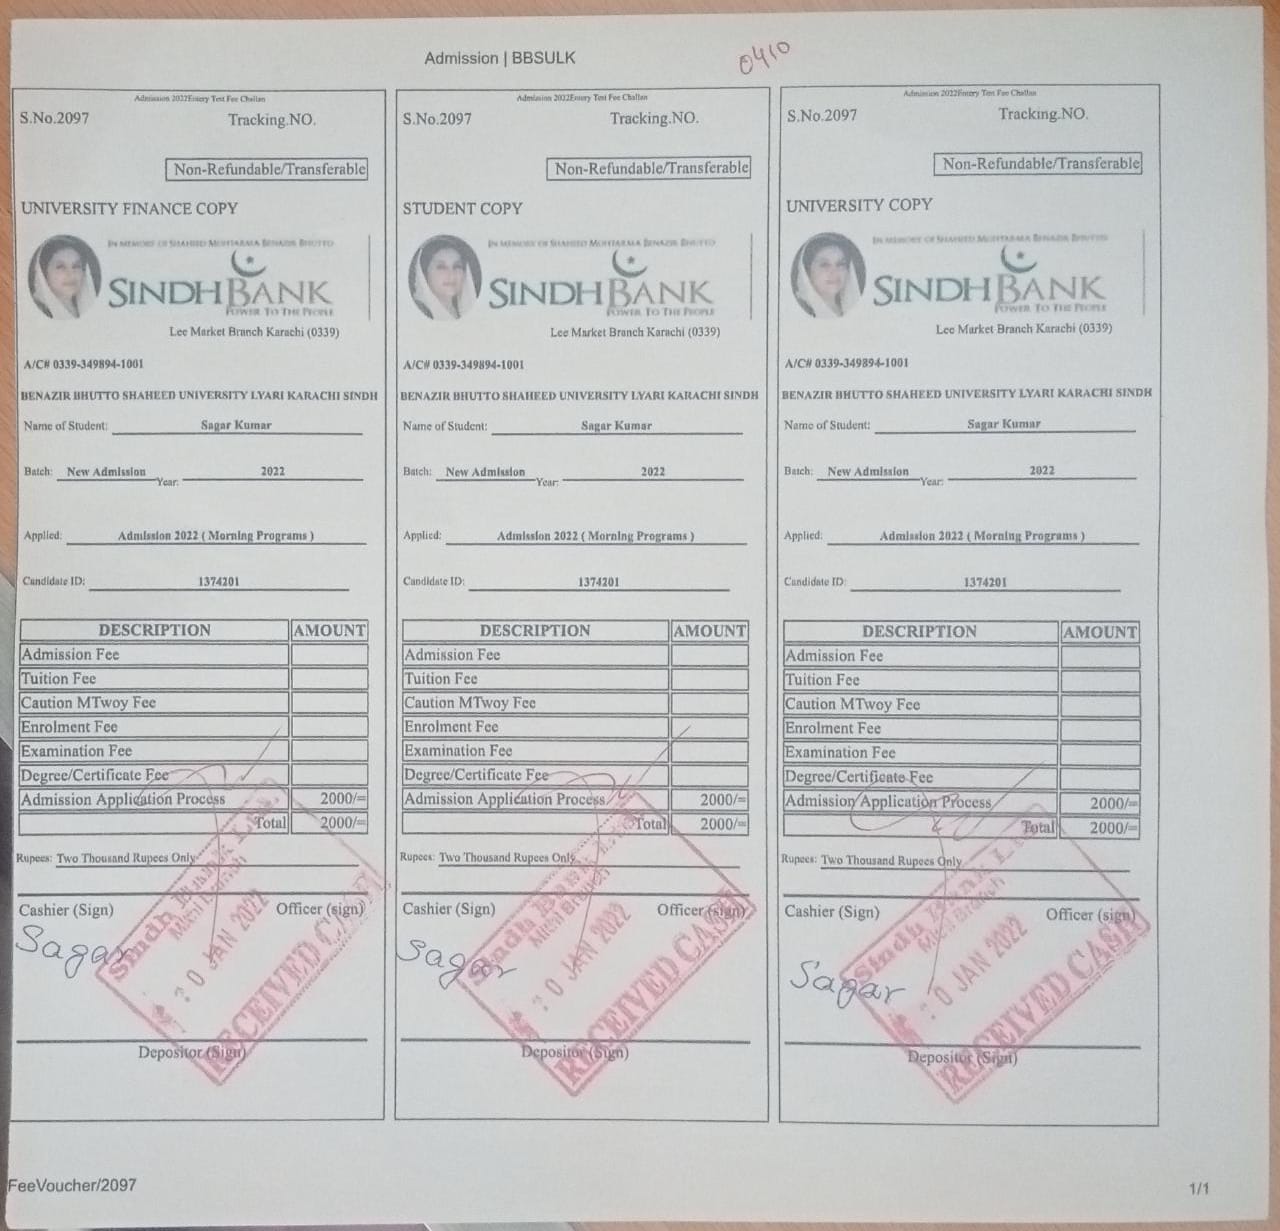 Admission | BBSULK
0410
Admission 2022Entery Test Fee Challan
S.No.2097 Tracking.NO.
Non-Refundable/Transferable
UNIVERSITY FINANCE COPY
IN MEMORY OF SHAHEED MOHTARMA BENAZIR BHUTTO
SINDH BANK
POWER TO THE PEOPLE
Lee Market Branch Karachi (0339)
A/C# 0339-349894-1001
BENAZIR BHUTTO SHAHEED UNIVERSITY LYARI KARACHI SINDH
Name of Student: Sagar Kumar
Batch: New Admission Year: 2022
Applied: Admission 2022 ( Morning Programs )
Candidate ID: 1374201
DESCRIPTION AMOUNT
Admission Fee
Tuition Fee
Caution MTwoy Fee
Enrolment Fee
Examination Fee
Degree/Certificate Fee
Admission Application Process 2000/=
Total 2000/=
Rupees: Two Thousand Rupees Only
Cashier (Sign) Officer (sign)
Sagar
Sindh Bank
Branch
20 JAN 2022
RECEIVED CASH
Depositor (Sign)
Admission 2022Entery Test Fee Challan
S.No.2097 Tracking.NO.
Non-Refundable/Transferable
STUDENT COPY
IN MEMORY OF SHAHEED MOHTARMA BENAZIR BHUTTO
SINDH BANK
POWER TO THE PEOPLE
Lee Market Branch Karachi (0339)
A/C# 0339-349894-1001
BENAZIR BHUTTO SHAHEED UNIVERSITY LYARI KARACHI SINDH
Name of Student: Sagar Kumar
Batch: New Admission Year: 2022
Applied: Admission 2022 ( Morning Programs )
Candidate ID: 1374201
DESCRIPTION AMOUNT
Admission Fee
Tuition Fee
Caution MTwoy Fee
Enrolment Fee
Examination Fee
Degree/Certificate Fee
Admission Application Process 2000/=
Total 2000/=
Rupees: Two Thousand Rupees Only
Cashier (Sign) Officer (sign)
Sagar
Sindh Bank
Branch
20 JAN 2022
RECEIVED CASH
Depositor (Sign)
Admission 2022Entery Test Fee Challan
S.No.2097 Tracking.NO.
Non-Refundable/Transferable
UNIVERSITY COPY
IN MEMORY OF SHAHEED MOHTARMA BENAZIR BHUTTO
SINDH BANK
POWER TO THE PEOPLE
Lee Market Branch Karachi (0339)
A/C# 0339-349894-1001
BENAZIR BHUTTO SHAHEED UNIVERSITY LYARI KARACHI SINDH
Name of Student: Sagar Kumar
Batch: New Admission Year: 2022
Applied: Admission 2022 ( Morning Programs )
Candidate ID: 1374201
DESCRIPTION AMOUNT
Admission Fee
Tuition Fee
Caution MTwoy Fee
Enrolment Fee
Examination Fee
Degree/Certificate Fee
Admission Application Process 2000/=
Total 2000/=
Rupees: Two Thousand Rupees Only
Cashier (Sign) Officer (sign)
Sagar
Sindh Bank
Branch
20 JAN 2022
RECEIVED CASH
Depositor (Sign)
FeeVoucher/2097 1/1